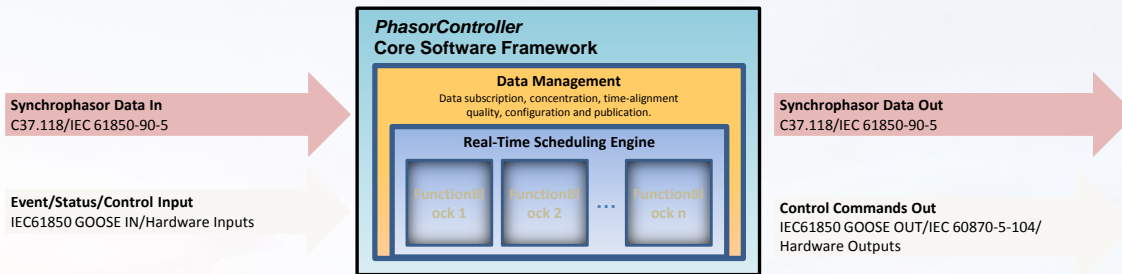 PhasorController
Core Software Framework
Data Management
Data subscription, concentration, time-alignment
quality, configuration and publication.
Real-Time Scheduling Engine
FunctionBl
ock 1
FunctionBl
ock 2
...
FunctionBl
ock n
Synchrophasor Data In
C37.118/IEC 61850-90-5
Event/Status/Control Input
IEC61850 GOOSE IN/Hardware Inputs
Synchrophasor Data Out
C37.118/IEC 61850-90-5
Control Commands Out
IEC61850 GOOSE OUT/IEC 60870-5-104/
Hardware Outputs